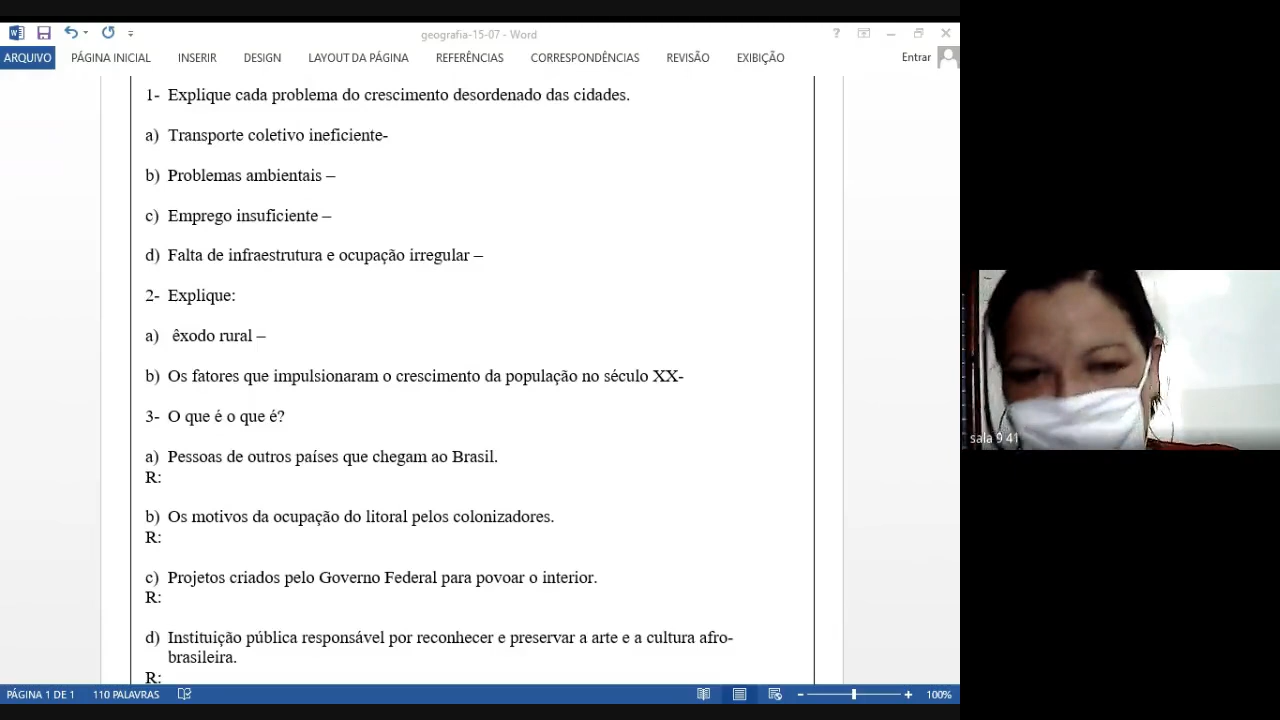 geografia-15-07 - Word
?
ARQUIVO PÁGINA INICIAL INSERIR DESIGN LAYOUT DA PÁGINA REFERÊNCIAS CORRESPONDÊNCIAS REVISÃO EXIBIÇÃO Entrar
1- Explique cada problema do crescimento desordenado das cidades.
a) Transporte coletivo ineficiente-
b) Problemas ambientais –
c) Emprego insuficiente –
d) Falta de infraestrutura e ocupação irregular –
2- Explique:
a) êxodo rural –
b) Os fatores que impulsionaram o crescimento da população no século XX-
3- O que é o que é?
a) Pessoas de outros países que chegam ao Brasil.
R:
b) Os motivos da ocupação do litoral pelos colonizadores.
R:
c) Projetos criados pelo Governo Federal para povoar o interior.
R:
d) Instituição pública responsável por reconhecer e preservar a arte e a cultura afro-
brasileira.
R:
PÁGINA 1 DE 1 110 PALAVRAS 100%
sala 9 41